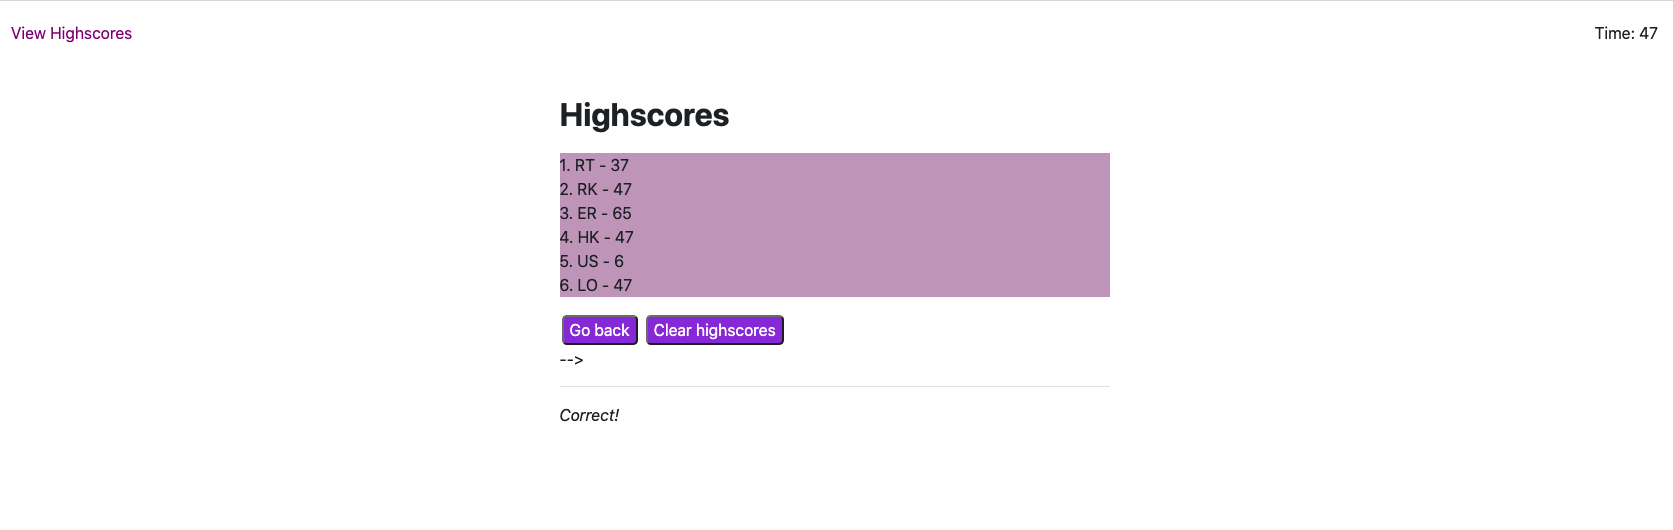 View Highscores
Time: 47
Highscores
1. RT - 37
2. RK - 47
3. ER - 65
4. HK - 47
5. US - 6
6. LO - 47
Go back Clear highscores
-->
Correct!